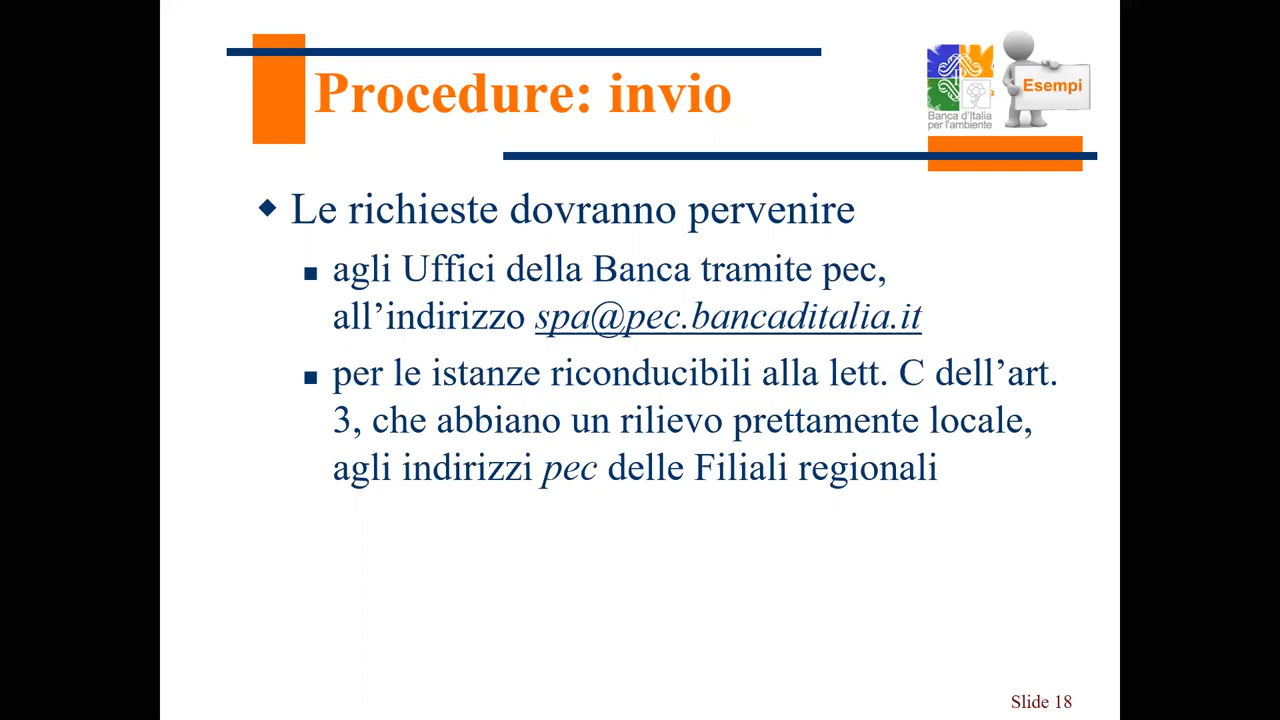 Procedure: invio
Banca d'Italia
per l'ambiente
Esempi
Le richieste dovranno pervenire
agli Uffici della Banca tramite pec,
all’indirizzo spa@pec.bancaditalia.it
per le istanze riconducibili alla lett. C dell’art.
3, che abbiano un rilievo prettamente locale,
agli indirizzi pec delle Filiali regionali
Slide 18